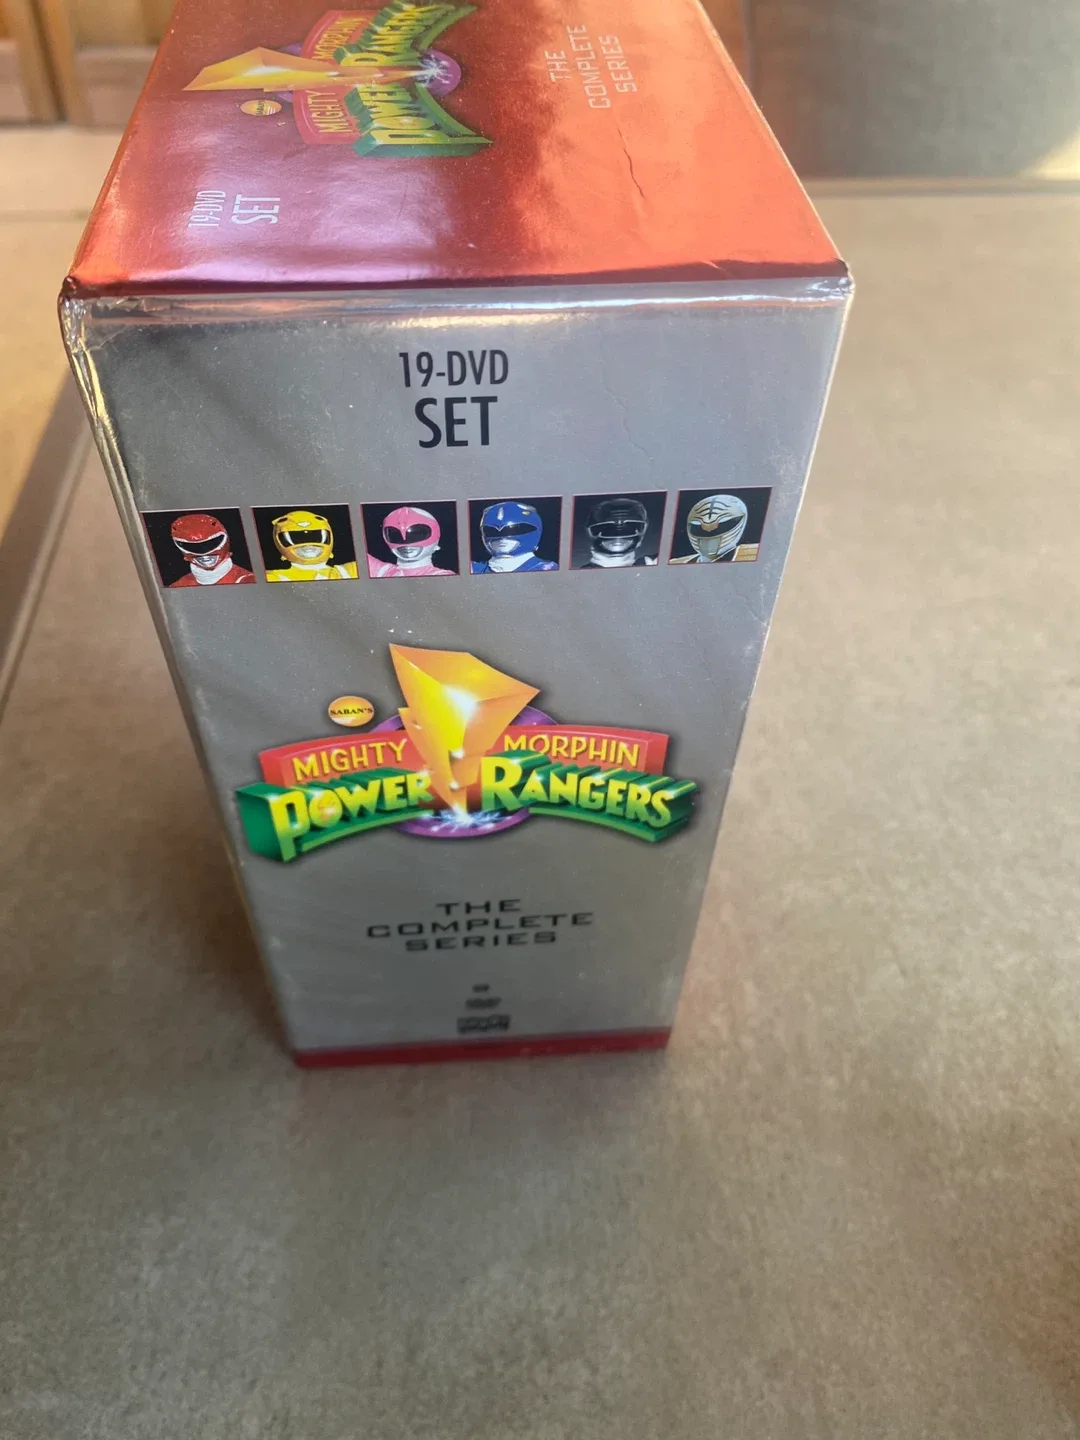 SABAN'S
MIGHTY MORPHIN
POWER RANGERS
THE
COMPLETE
SERIES
19-DVD
SET
19-DVD
SET
SABAN'S
MIGHTY MORPHIN
POWER RANGERS
THE
COMPLETE
SERIES